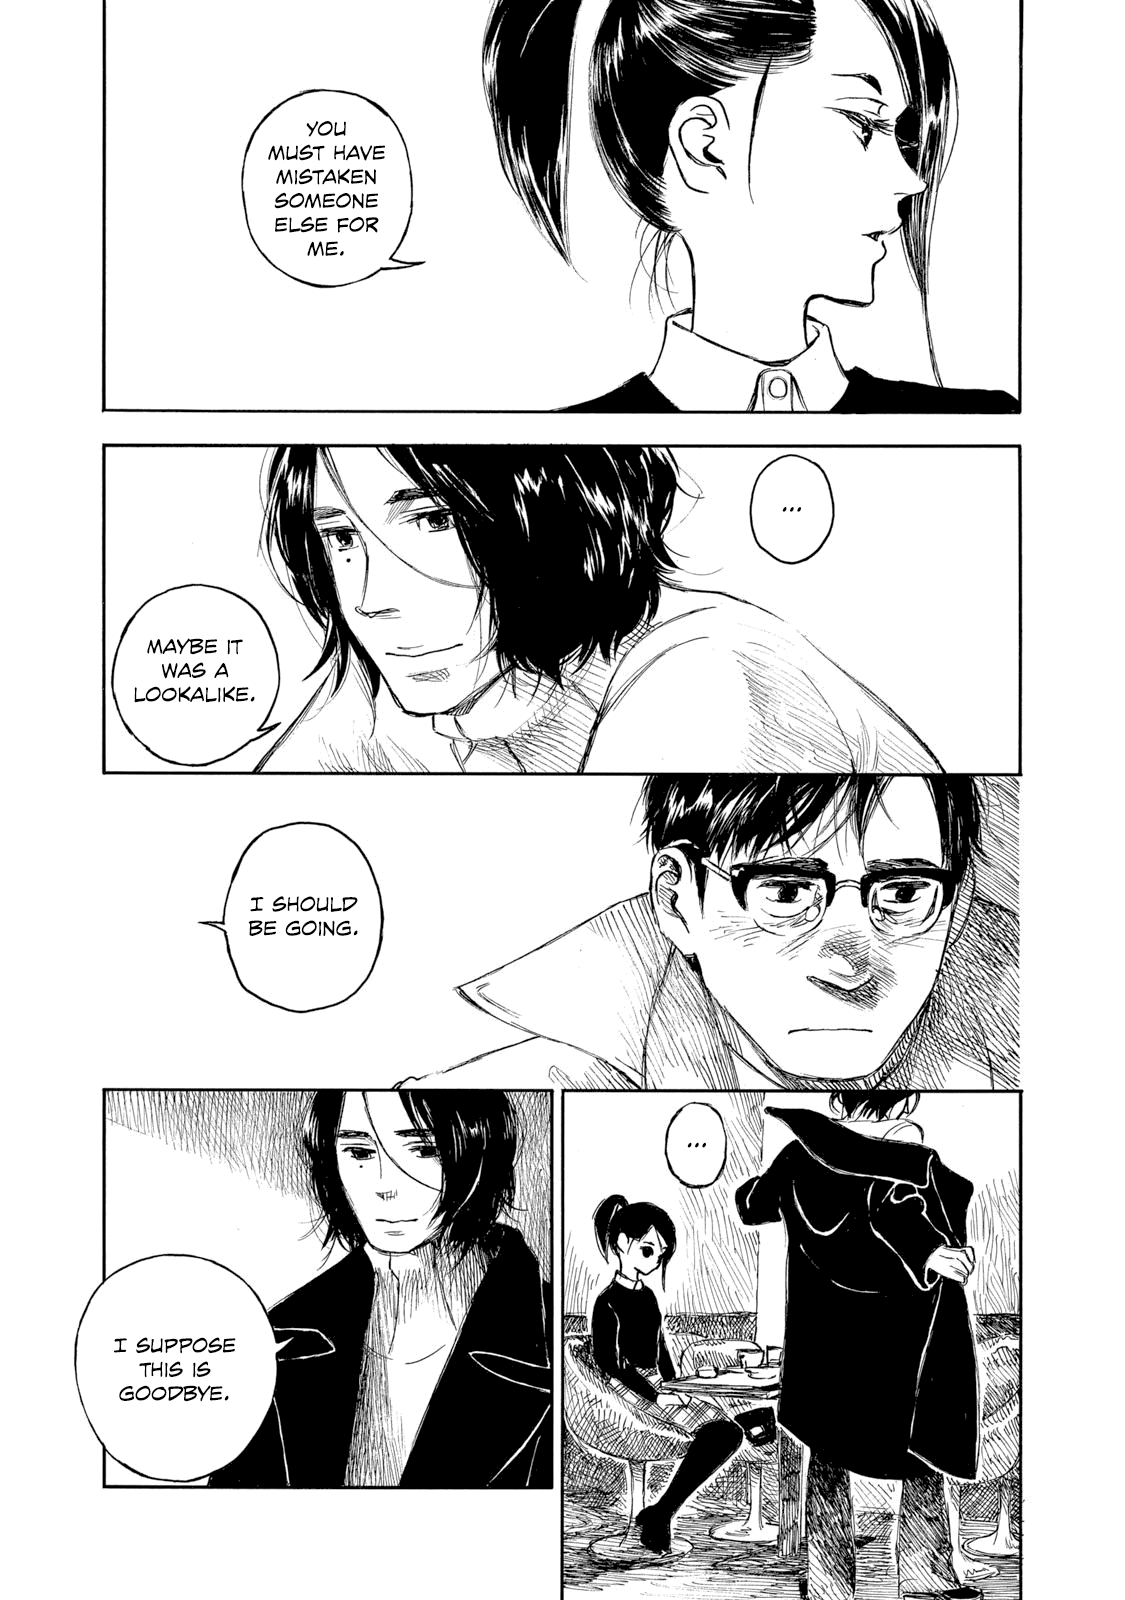 YOU
MUST HAVE
MISTAKEN
SOMEONE
ELSE FOR
ME.
...
MAYBE IT
WAS A
LOOKALIKE.
I SHOULD
BE GOING.
...
I SUPPOSE
THIS IS
GOODBYE.